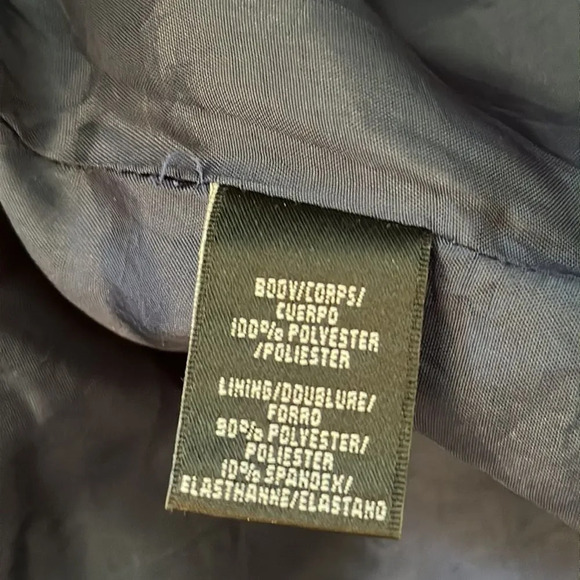 BODY/CORPS/
CUERPO
100% POLYESTER
/POLIESTER
LINING/DOUBLURE/
FORRO
90% POLYESTER/
POLIESTER
10% SPANDEX/
ELASTHANNE/ELASTANO